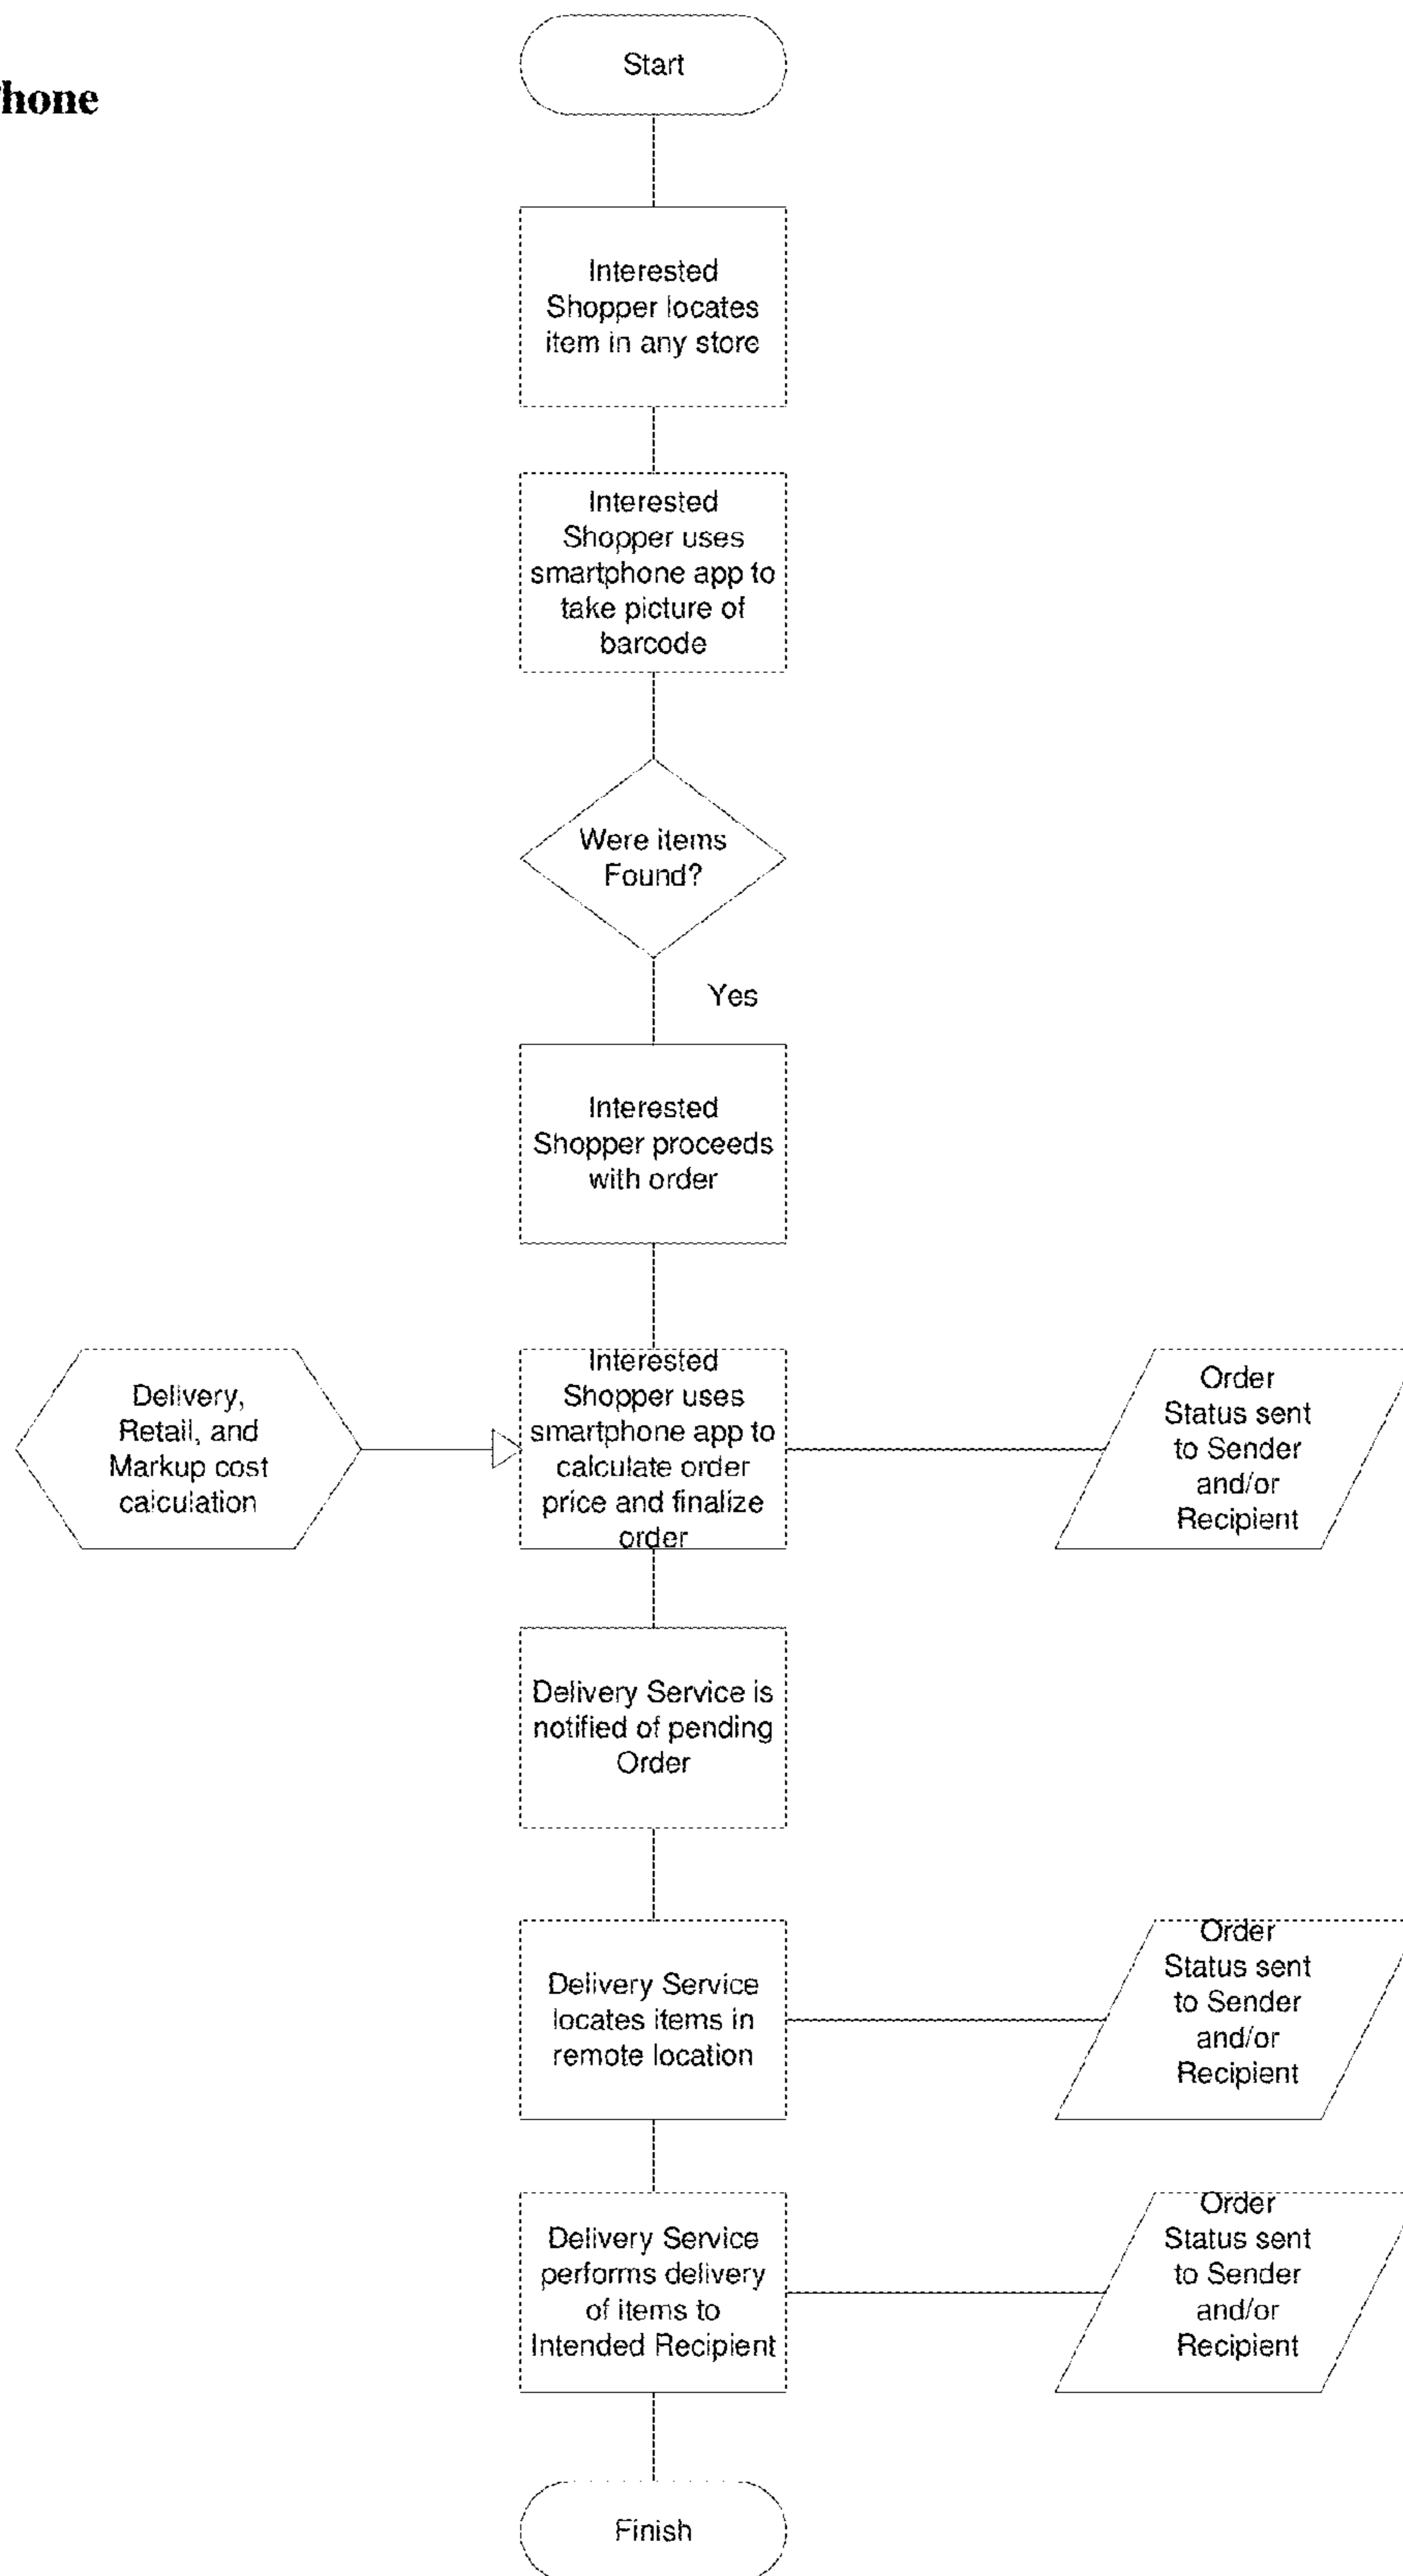 Start
hone
Interested
Shopper locates
item in any store
Interested
Shopper uses
smartphone app to
take picture of
barcode
Were items
Found?
Yes
Interested
Shopper proceeds
with order
Delivery,
Retail, and
Markup cost
calculation
Interested
Shopper uses
smartphone app to
calculate order
price and finalize
order
Order
Status sent
to Sender
and/or
Recipient
Delivery Service is
notified of pending
Order
Delivery Service
locates items in
remote location
Order
Status sent
to Sender
and/or
Recipient
Delivery Service
performs delivery
of items to
Intended Recipient
Order
Status sent
to Sender
and/or
Recipient
Finish